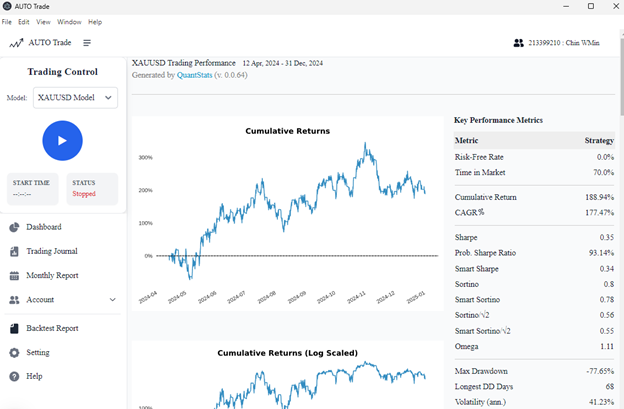 AUTO Trade
File Edit View Window Help
AUTO Trade
213399210 : Chin WMin
Trading Control
Model: XAUUSD Model
START TIME
--:--:--
STATUS
Stopped
Dashboard
Trading Journal
Monthly Report
Account
Backtest Report
Setting
Help
XAUUSD Trading Performance 12 Apr, 2024 - 31 Dec, 2024
Generated by QuantStats (v. 0.0.64)
Cumulative Returns
300%
200%
100%
0%
2024-04 2024-05 2024-06 2024-07 2024-08 2024-09 2024-10 2024-11 2024-12 2025-01
Cumulative Returns (Log Scaled)
100%
Key Performance Metrics
Metric Strategy
Risk-Free Rate 0.0%
Time in Market 70.0%
Cumulative Return 188.94%
CAGR% 177.47%
Sharpe 0.35
Prob. Sharpe Ratio 93.14%
Smart Sharpe 0.34
Sortino 0.8
Smart Sortino 0.78
Sortino/√2 0.56
Smart Sortino/√2 0.55
Omega 1.11
Max Drawdown -77.65%
Longest DD Days 68
Volatility (ann.) 41.23%